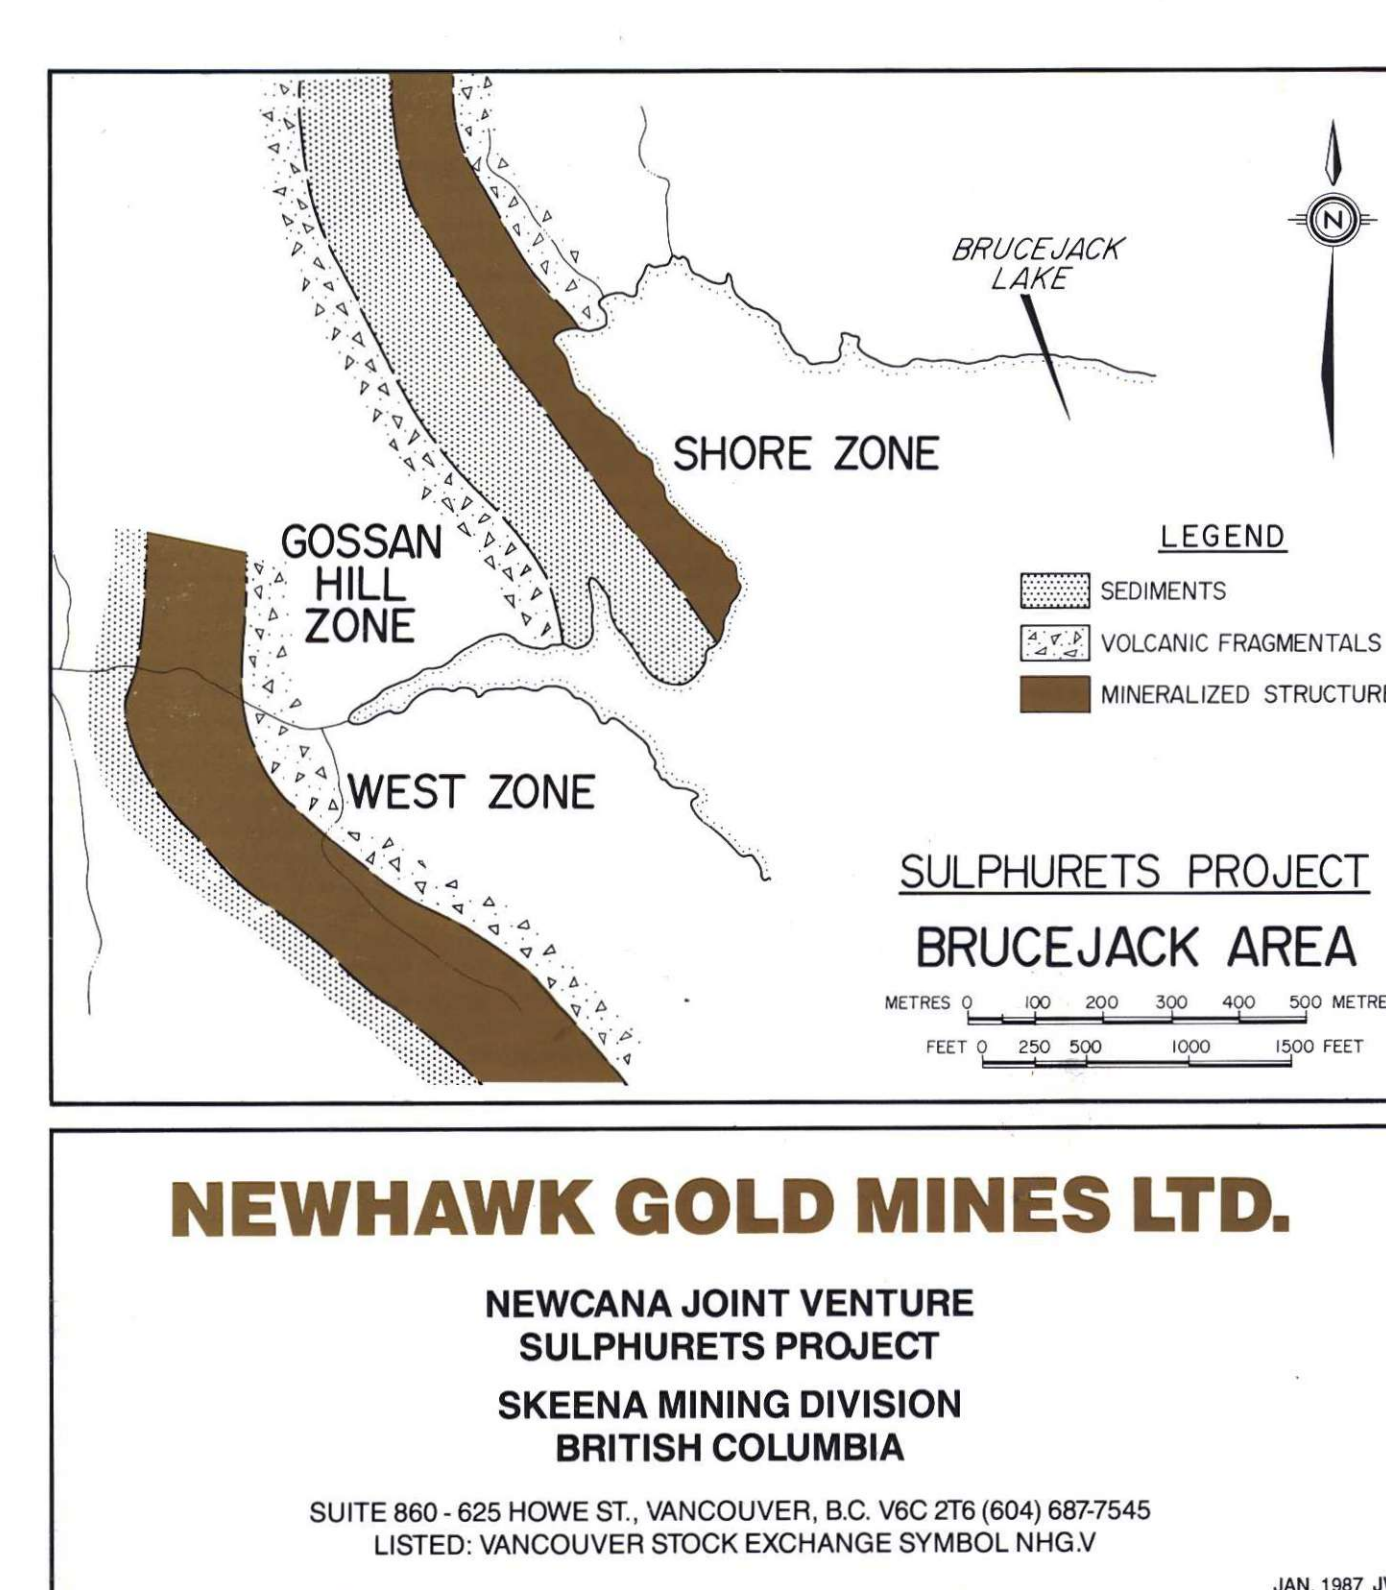 N
BRUCEJACK
LAKE
SHORE ZONE
GOSSAN
HILL
ZONE
LEGEND
SEDIMENTS
VOLCANIC FRAGMENTALS
MINERALIZED STRUCTURE
WEST ZONE
SULPHURETS PROJECT
BRUCEJACK AREA
METRES 0 100 200 300 400 500 METRE
FEET 0 250 500 1000 1500 FEET
NEWHAWK GOLD MINES LTD.
NEWCANA JOINT VENTURE
SULPHURETS PROJECT
SKEENA MINING DIVISION
BRITISH COLUMBIA
SUITE 860 - 625 HOWE ST., VANCOUVER, B.C. V6C 2T6 (604) 687-7545
LISTED: VANCOUVER STOCK EXCHANGE SYMBOL NHG.V
JAN. 1987